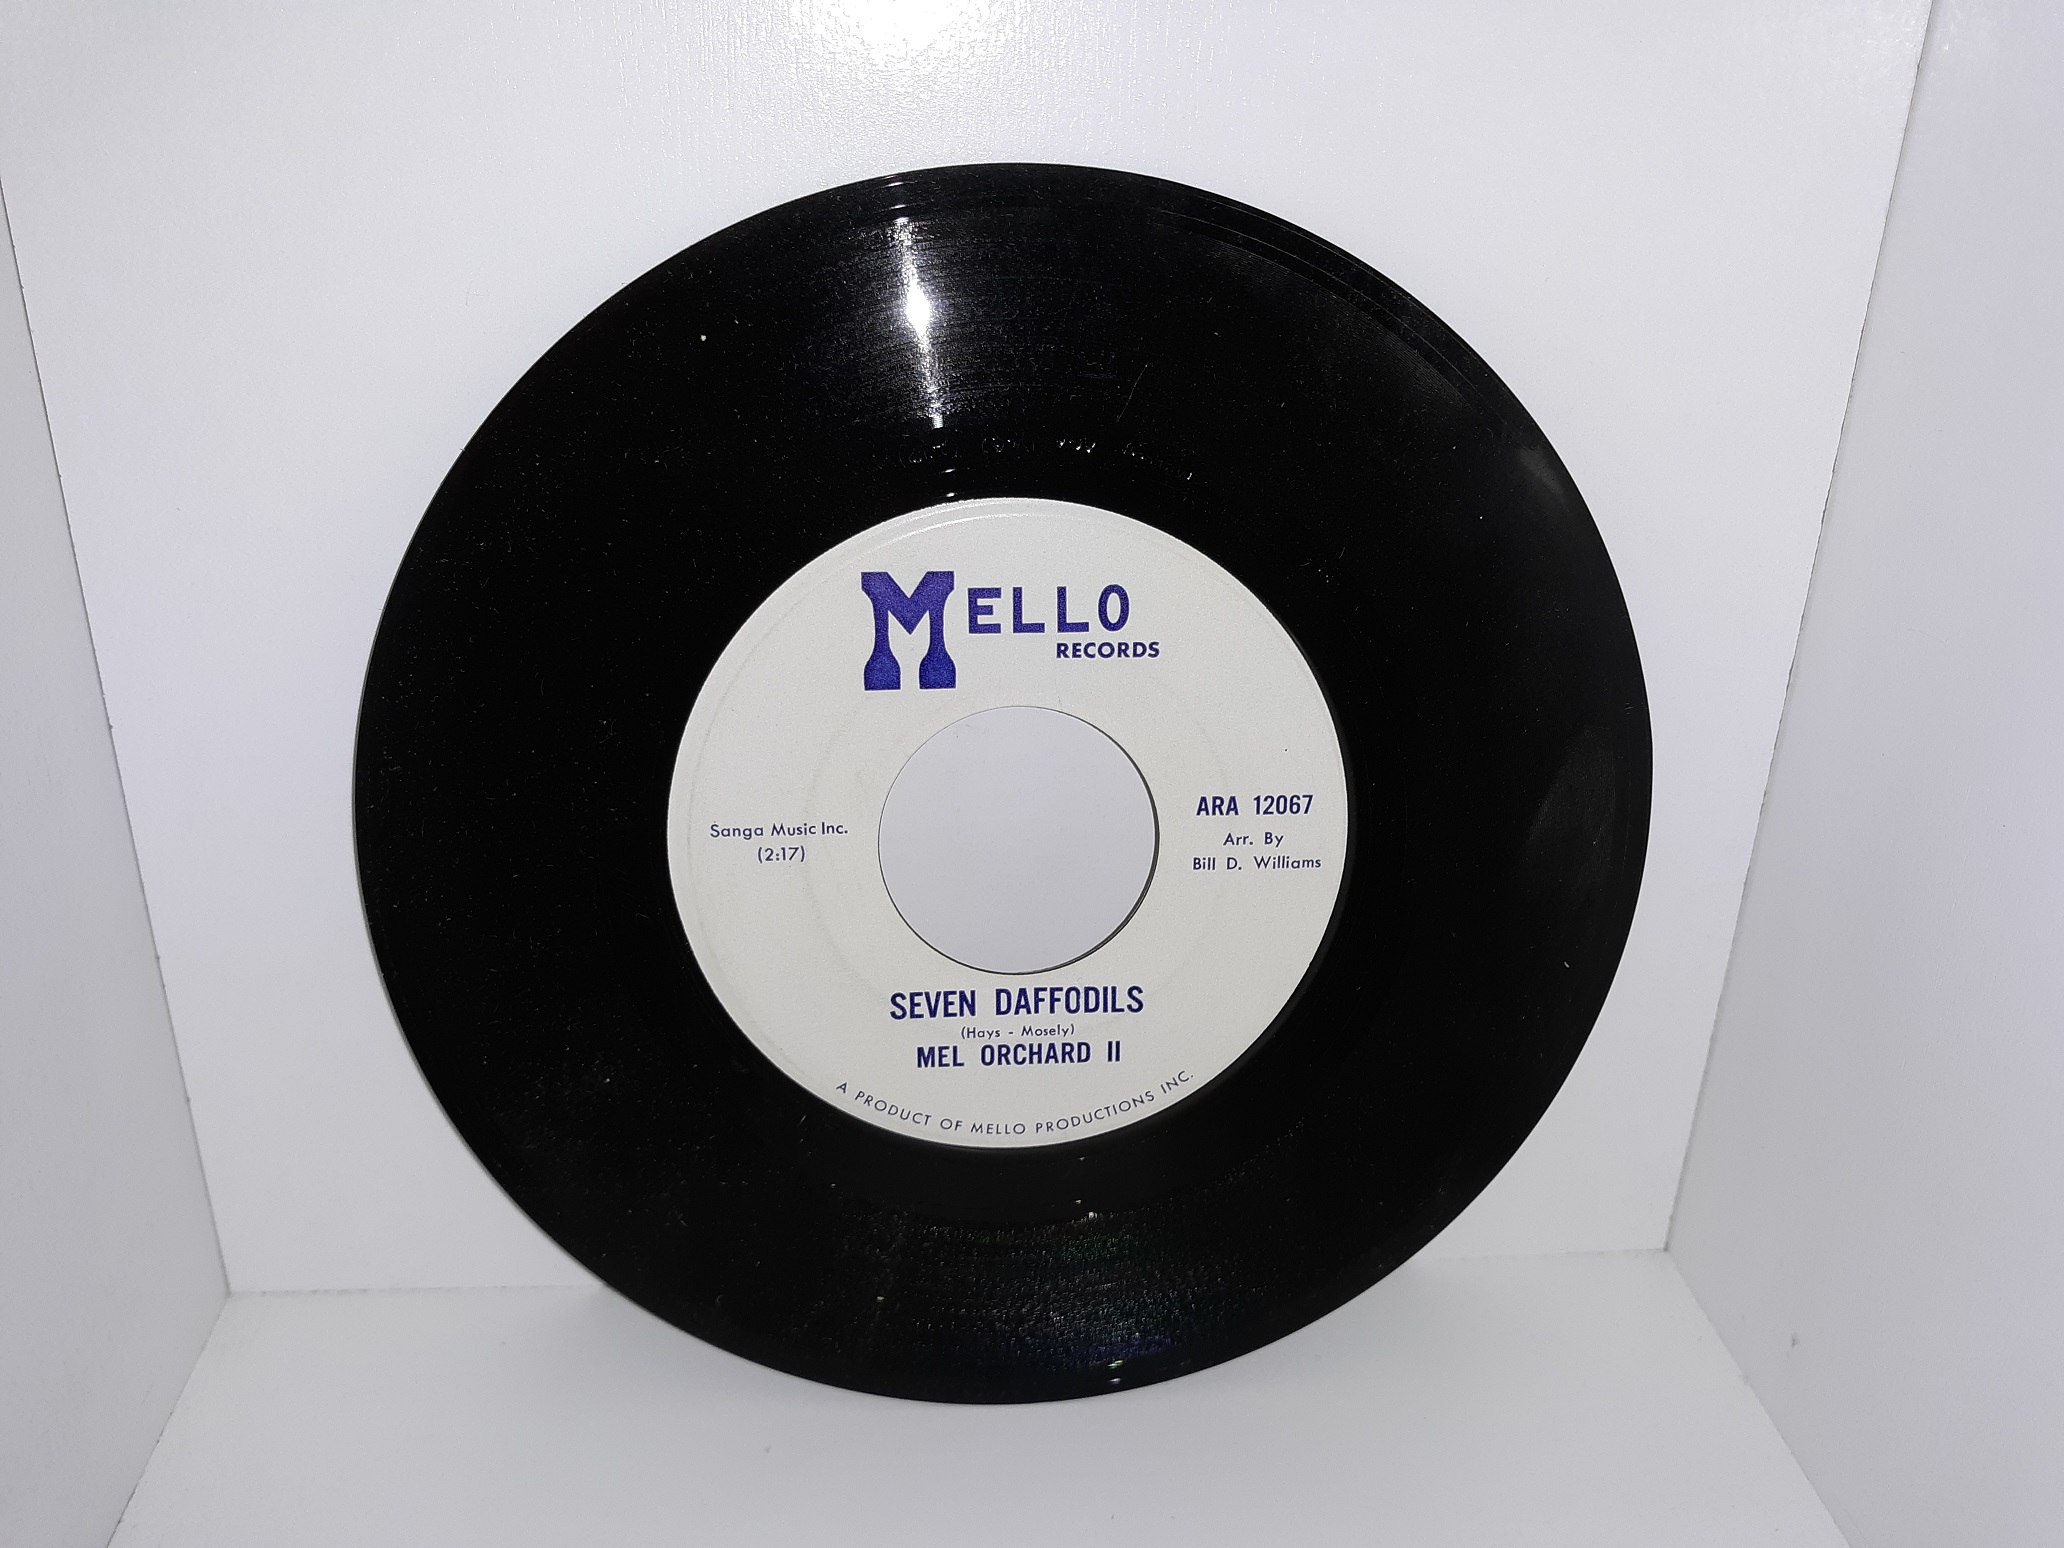 MELLO
RECORDS
Sanga Music Inc.
(2:17)
ARA 12067
Arr. By
Bill D. Williams
SEVEN DAFFODILS
(Hays - Mosely)
MEL ORCHARD II
A PRODUCT OF MELLO PRODUCTIONS INC.